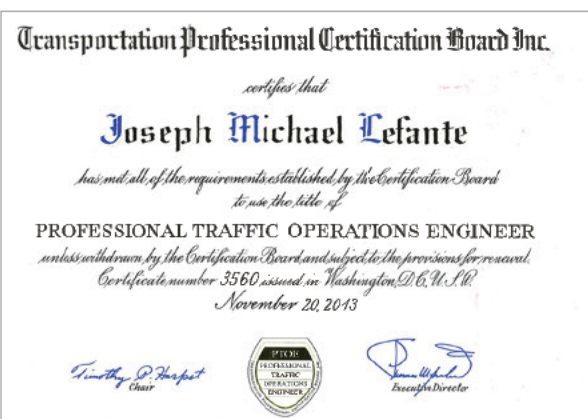 Transportation Professional Certification Board Inc.
certifies that
Joseph Michael Lefante
has met all of the requirements established by the Certification Board
to use the title of
PROFESSIONAL TRAFFIC OPERATIONS ENGINEER
unless withdrawn by the Certification Board and subject to the provisions for renewal.
Certificate number 3560 issued in Washington, D.C., U.S.A.
November 20, 2013
Timothy P. Harpst
Chair
Executive Director
PTOE
PROFESSIONAL
TRAFFIC
OPERATIONS
ENGINEER